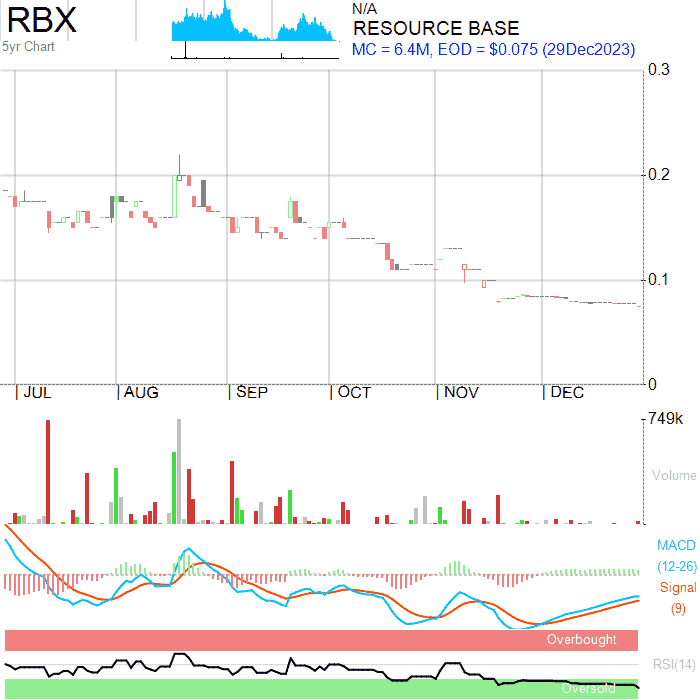 RBX
5yr Chart
N/A
RESOURCE BASE
MC = 6.4M, EOD = $0.075 (29Dec2023)
0.3
0.2
0.1
0
JUL AUG SEP OCT NOV DEC
749k
Volume
MACD
(12-26)
Signal
(9)
Overbought
RSI(14)
Oversold